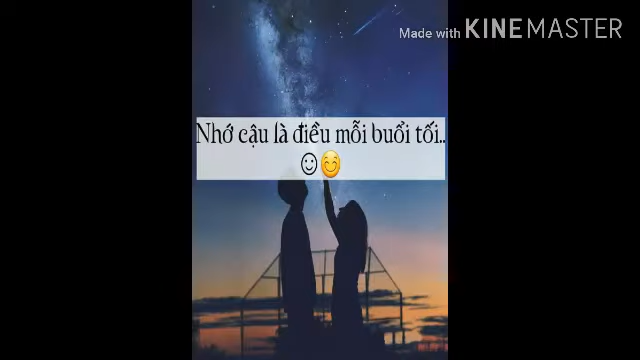 Made with KINEMASTER
Nhớ cậu là điều mỗi buổi tối..
☺😊